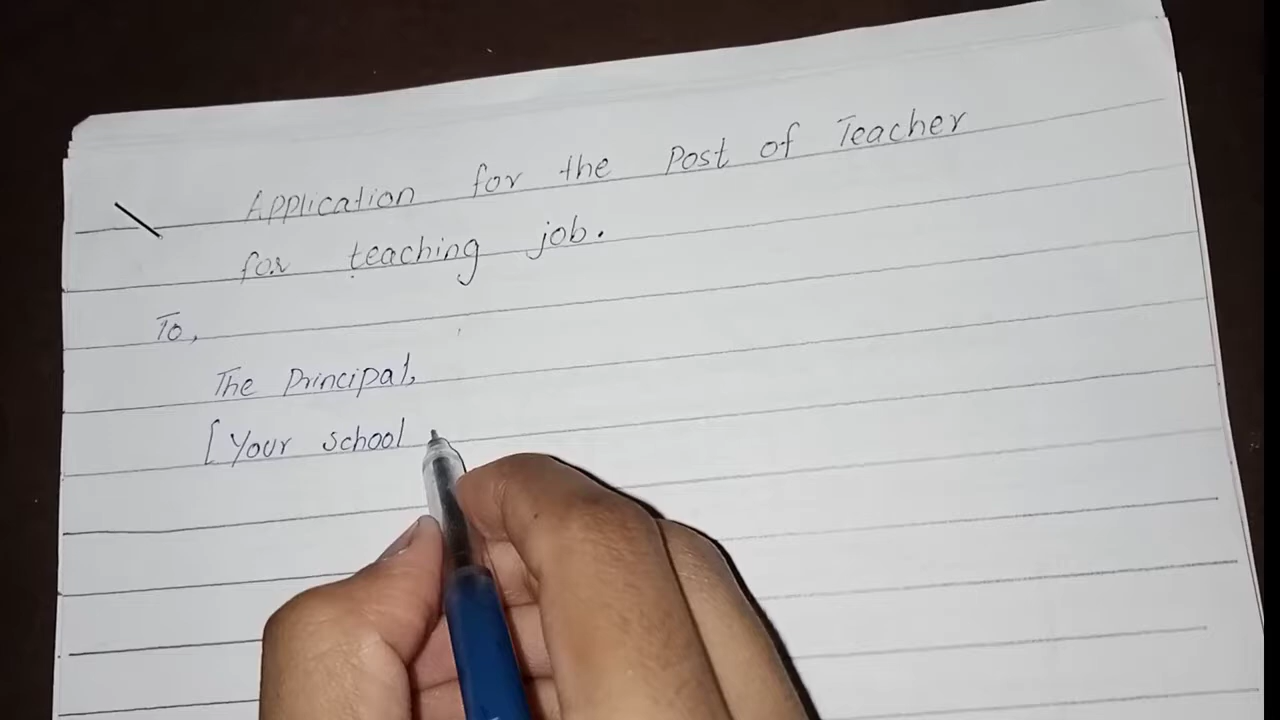 Application for the Post of Teacher
for teaching job.
To,
The Principal,
[Your school